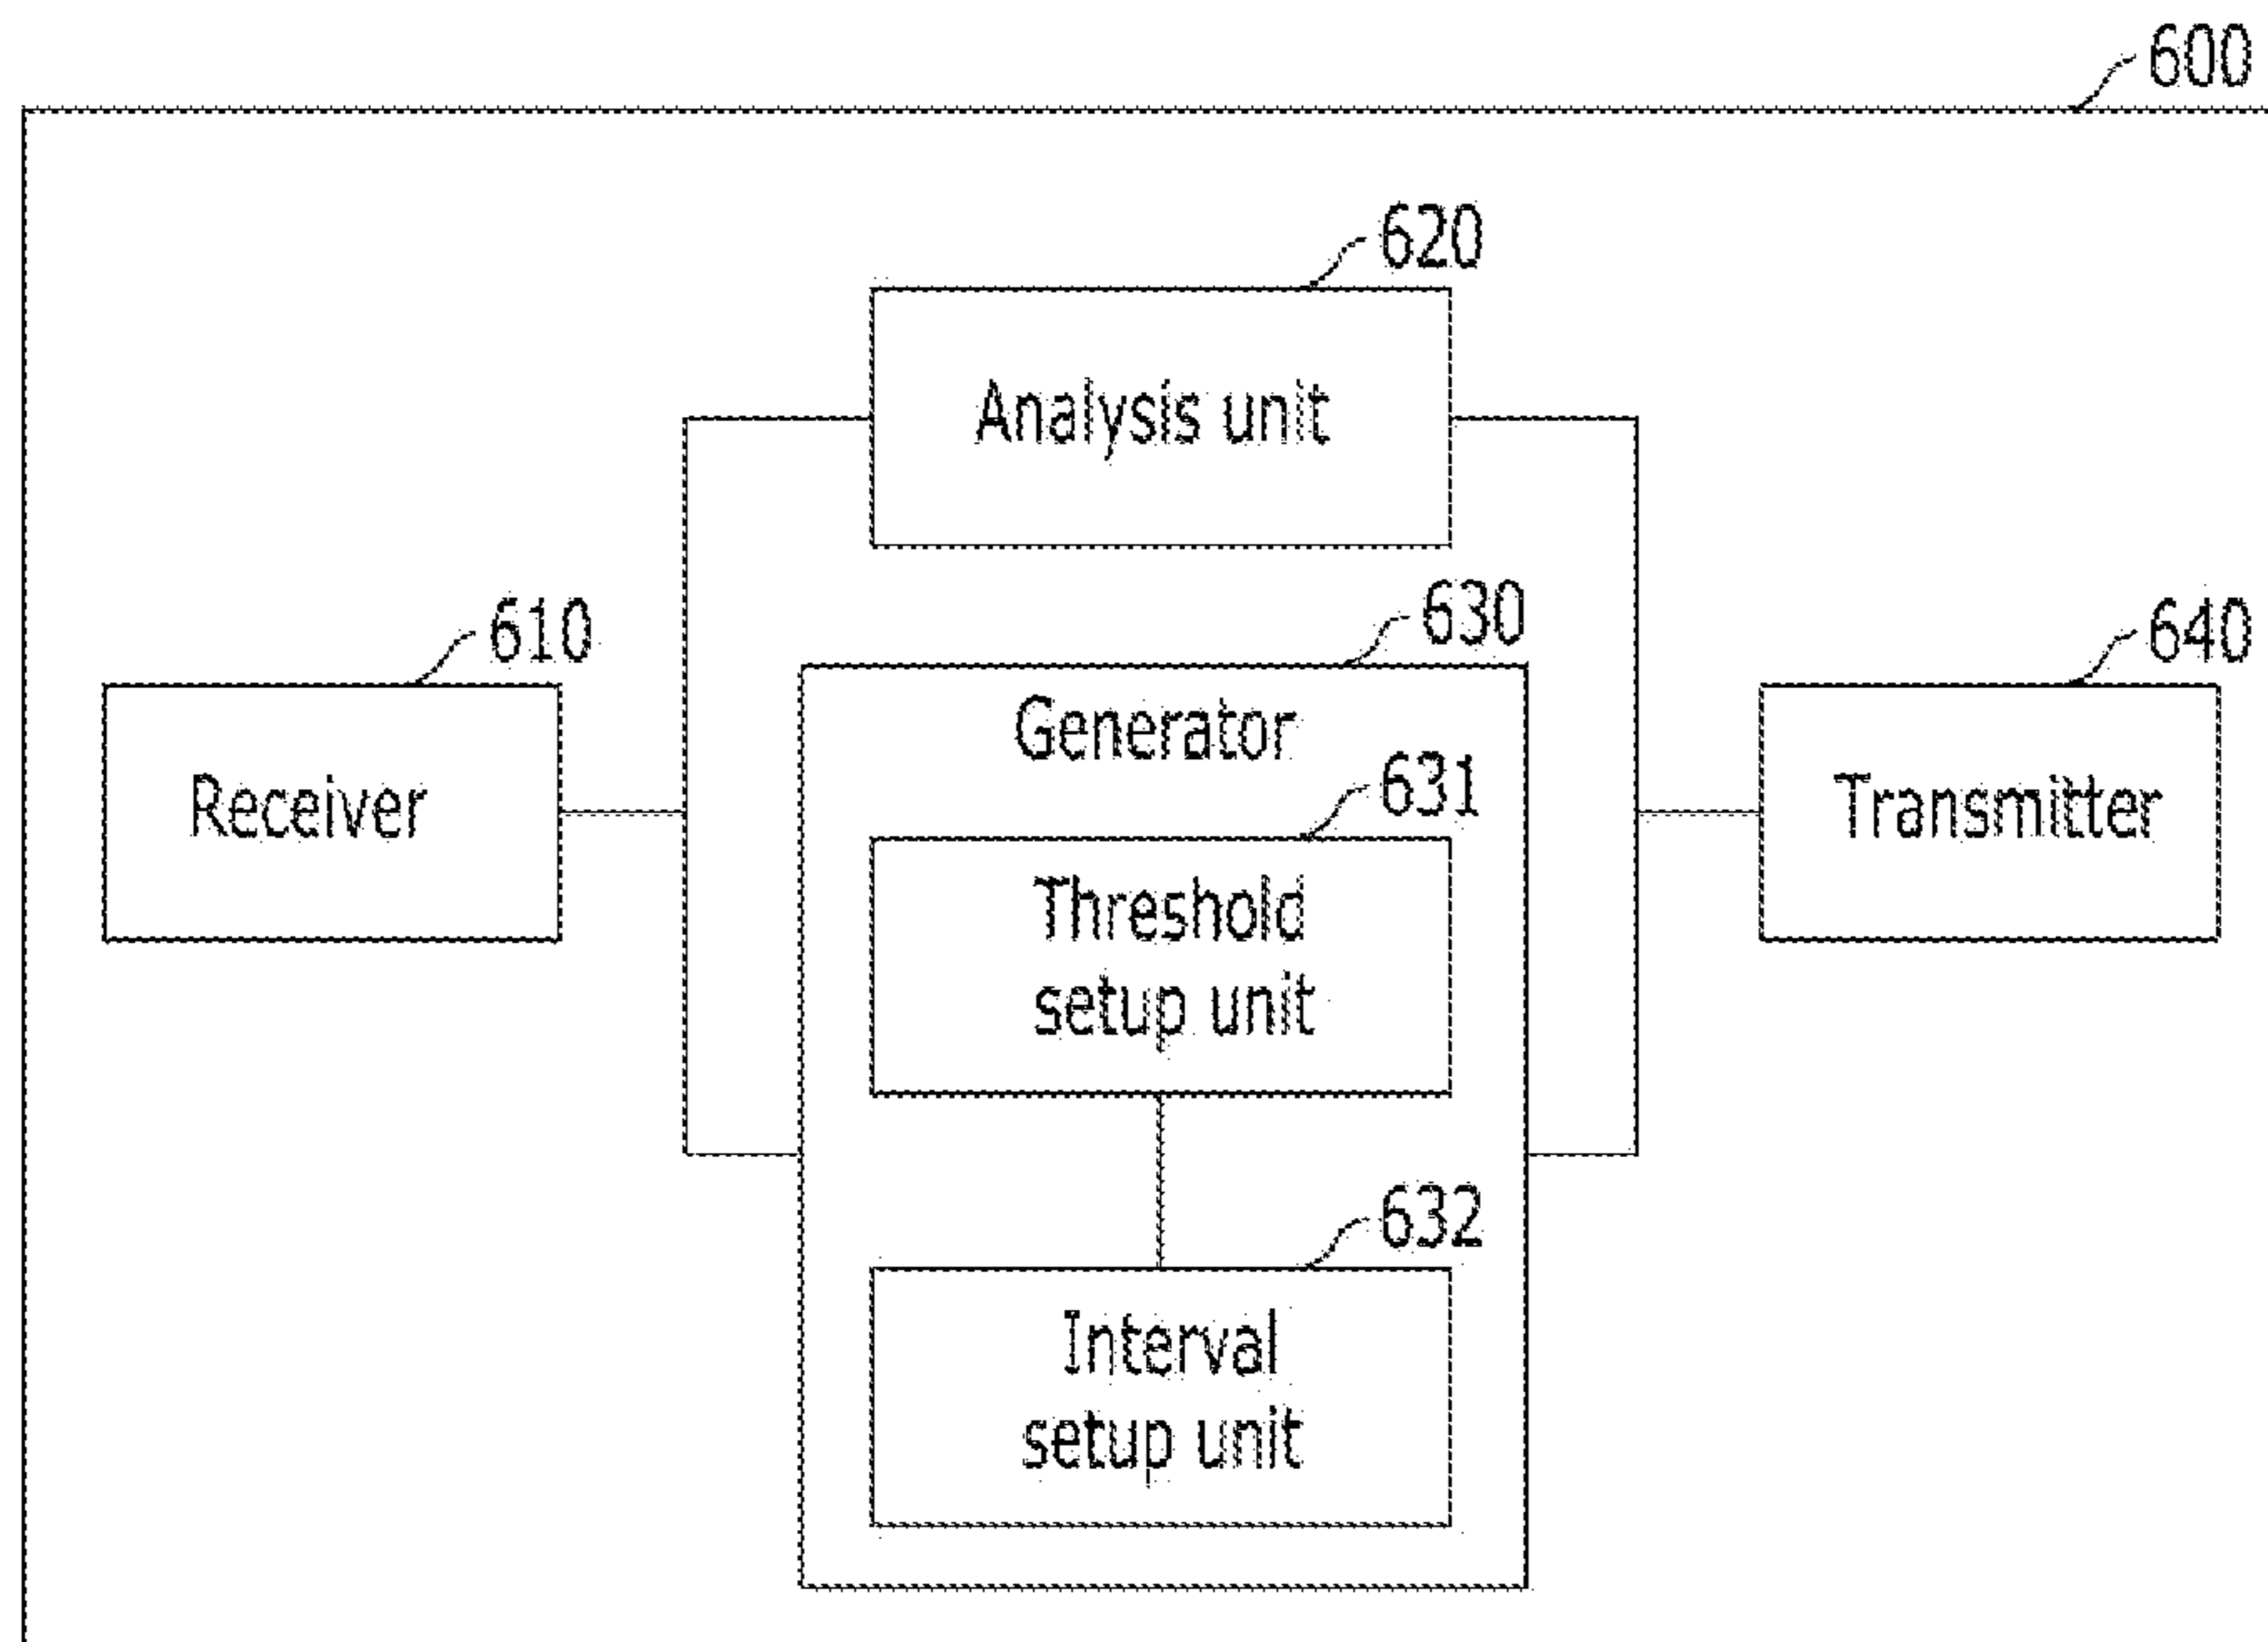 600
620
Analysis unit
610
Receiver
630
Generator
631
Threshold
setup unit
632
Interval
setup unit
640
Transmitter